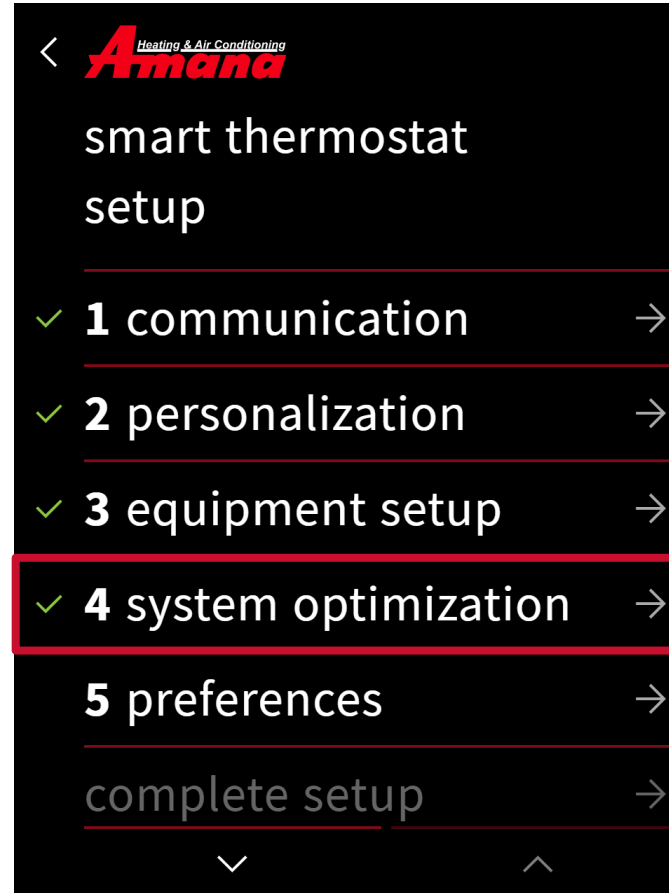 Heating & Air Conditioning
Amana
smart thermostat
setup
1 communication
2 personalization
3 equipment setup
4 system optimization
5 preferences
complete setup